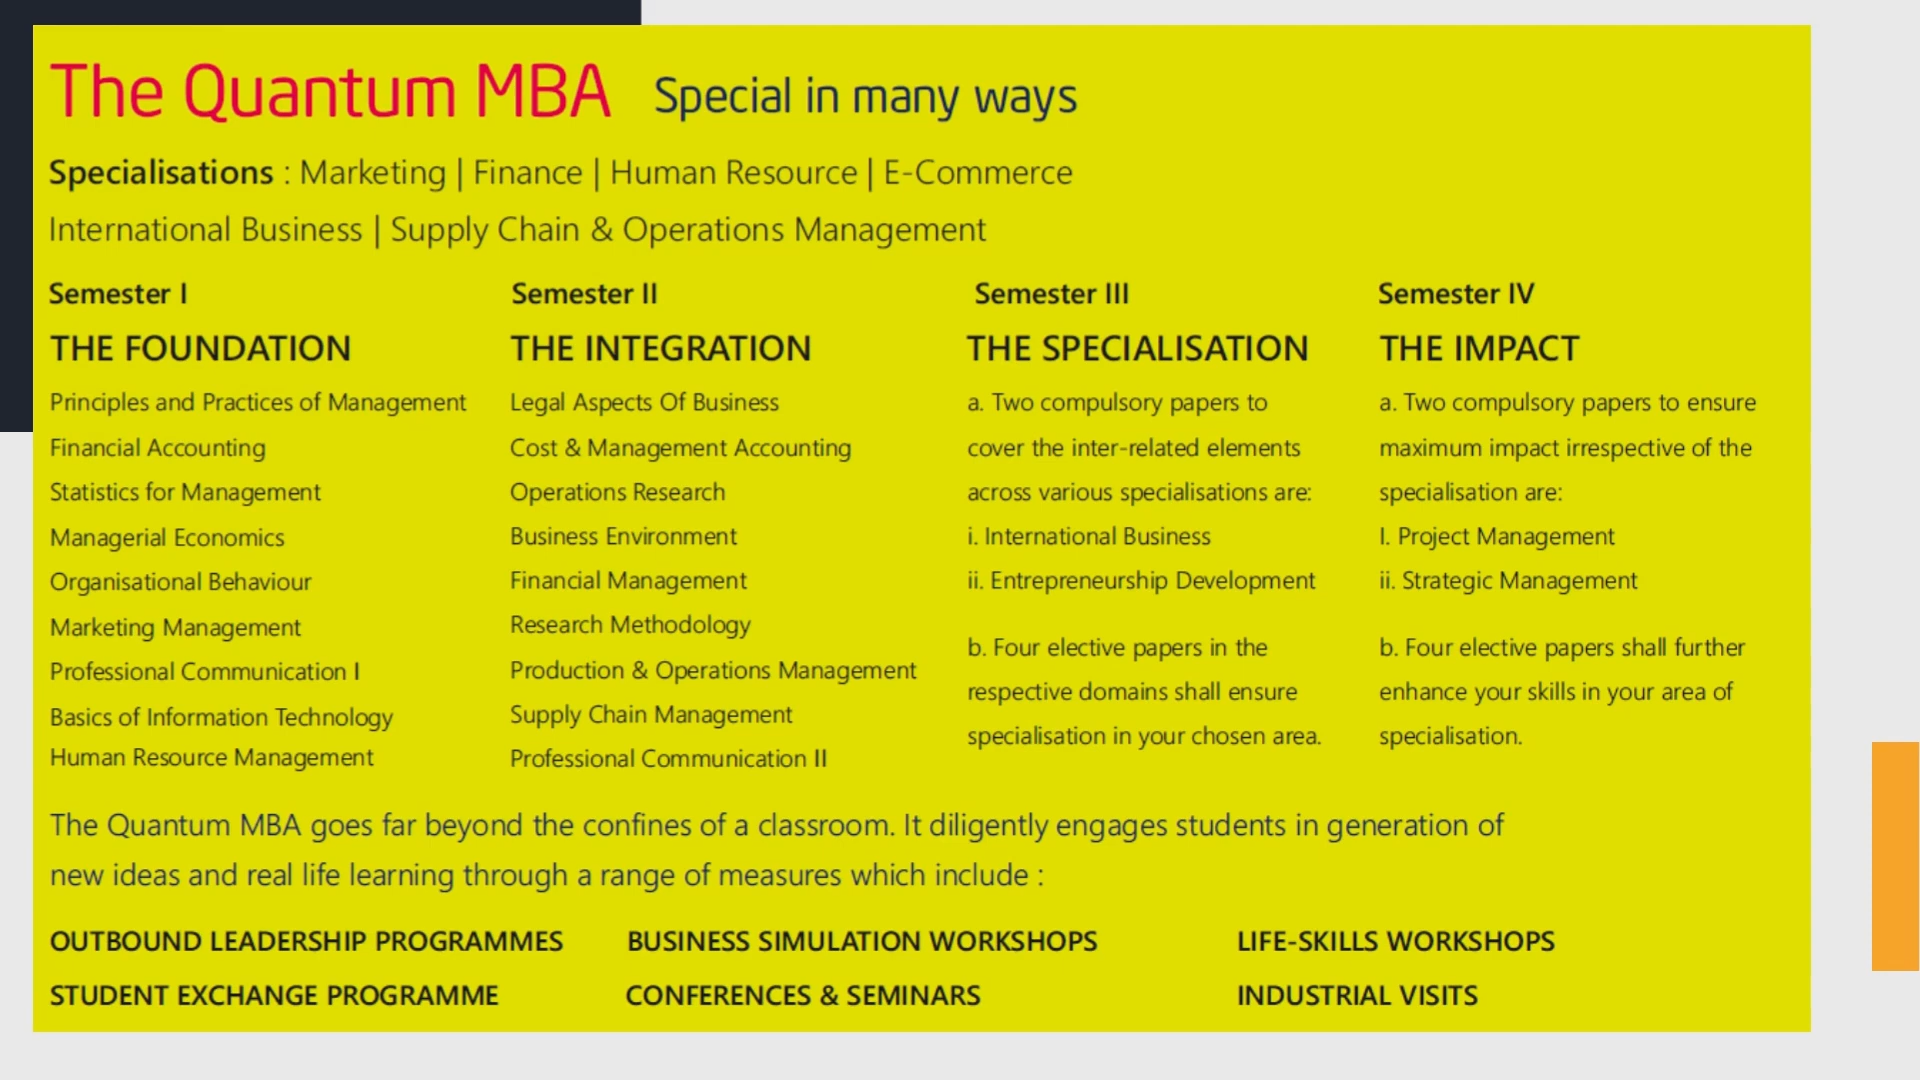 The Quantum MBA Special in many ways
Specialisations : Marketing | Finance | Human Resource | E-Commerce
International Business | Supply Chain & Operations Management
Semester I
THE FOUNDATION
Principles and Practices of Management
Financial Accounting
Statistics for Management
Managerial Economics
Organisational Behaviour
Marketing Management
Professional Communication I
Basics of Information Technology
Human Resource Management
Semester II
THE INTEGRATION
Legal Aspects Of Business
Cost & Management Accounting
Operations Research
Business Environment
Financial Management
Research Methodology
Production & Operations Management
Supply Chain Management
Professional Communication II
Semester III
THE SPECIALISATION
a. Two compulsory papers to
cover the inter-related elements
across various specialisations are:
i. International Business
ii. Entrepreneurship Development
b. Four elective papers in the
respective domains shall ensure
specialisation in your chosen area.
Semester IV
THE IMPACT
a. Two compulsory papers to ensure
maximum impact irrespective of the
specialisation are:
I. Project Management
ii. Strategic Management
b. Four elective papers shall further
enhance your skills in your area of
specialisation.
The Quantum MBA goes far beyond the confines of a classroom. It diligently engages students in generation of
new ideas and real life learning through a range of measures which include :
OUTBOUND LEADERSHIP PROGRAMMES BUSINESS SIMULATION WORKSHOPS LIFE-SKILLS WORKSHOPS
STUDENT EXCHANGE PROGRAMME CONFERENCES & SEMINARS INDUSTRIAL VISITS